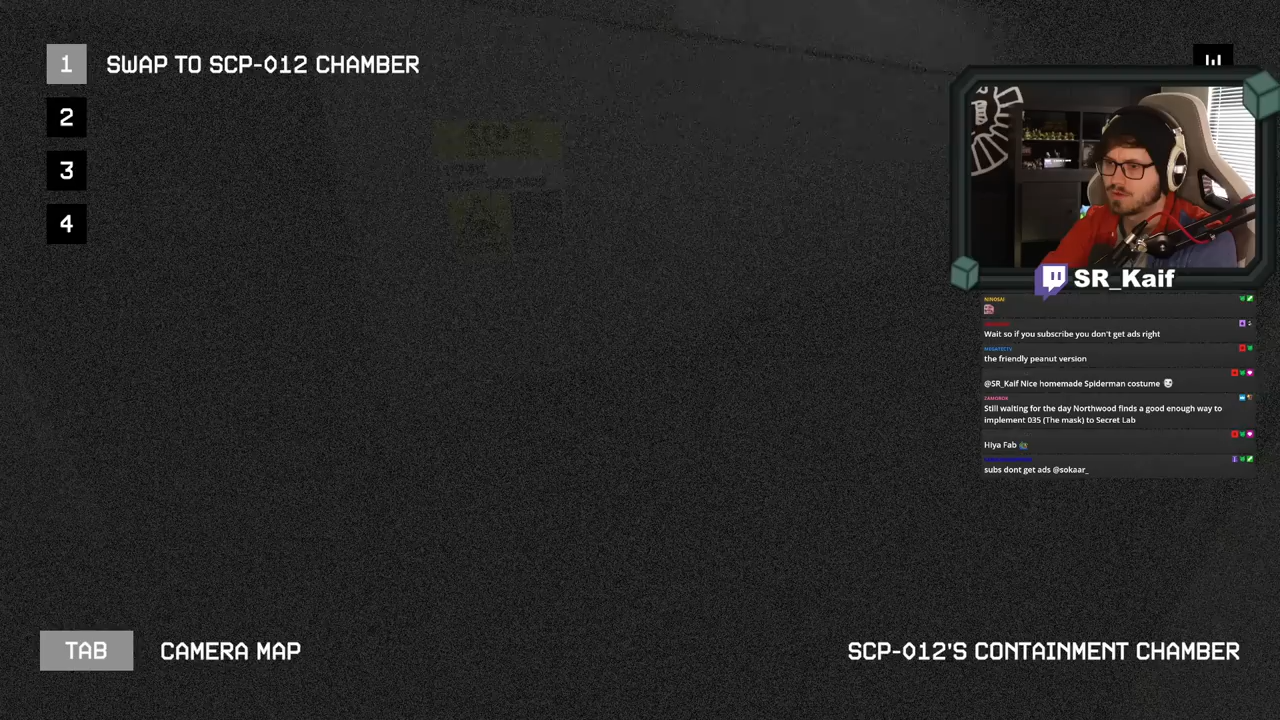 1 SWAP TO SCP-012 CHAMBER
2
3
4
SR_Kaif
NINOSAI
Wait so if you subscribe you don't get ads right
the friendly peanut version
@SR_Kaif Nice homemade Spiderman costume
Still waiting for the day Northwood finds a good enough way to
implement 035 (The mask) to Secret Lab
Hiya Fab
subs dont get ads @sokaar_
TAB CAMERA MAP
SCP-012'S CONTAINMENT CHAMBER